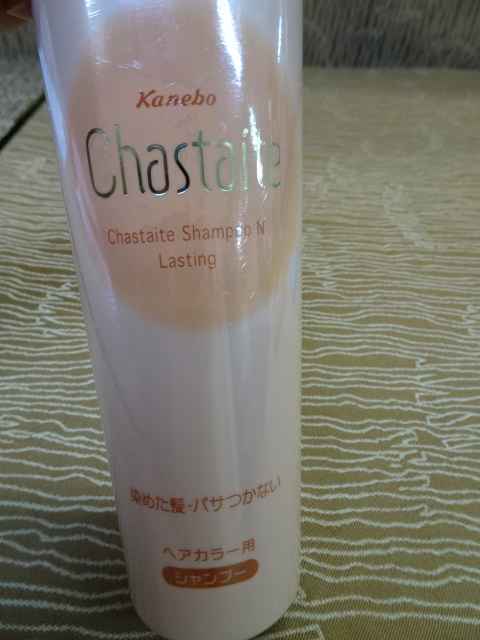 Kanebo
Chastaite
Chastaite Shampoo N
Lasting
染めた髪・パサつかない
ヘアカラー用
シャンプー